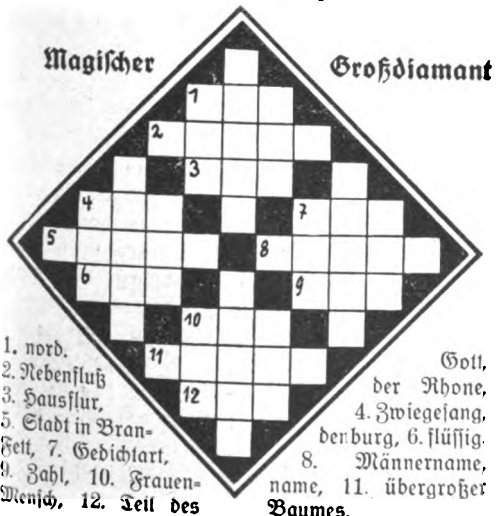 Magischer Großdiamant
1
2
3
4 7
5 8
6 9
10
11
12
1. nord. Gott,
2. Nebenfluß der Rhone,
3. Hausflur, 4. Zwiegesang,
5. Stadt in Bran- denburg, 6. flüssig.
Fett, 7. Gedichtart, 8. Männername,
9. Zahl, 10. Frauen- name, 11. übergroßer
Mensch, 12. Teil des Baumes.